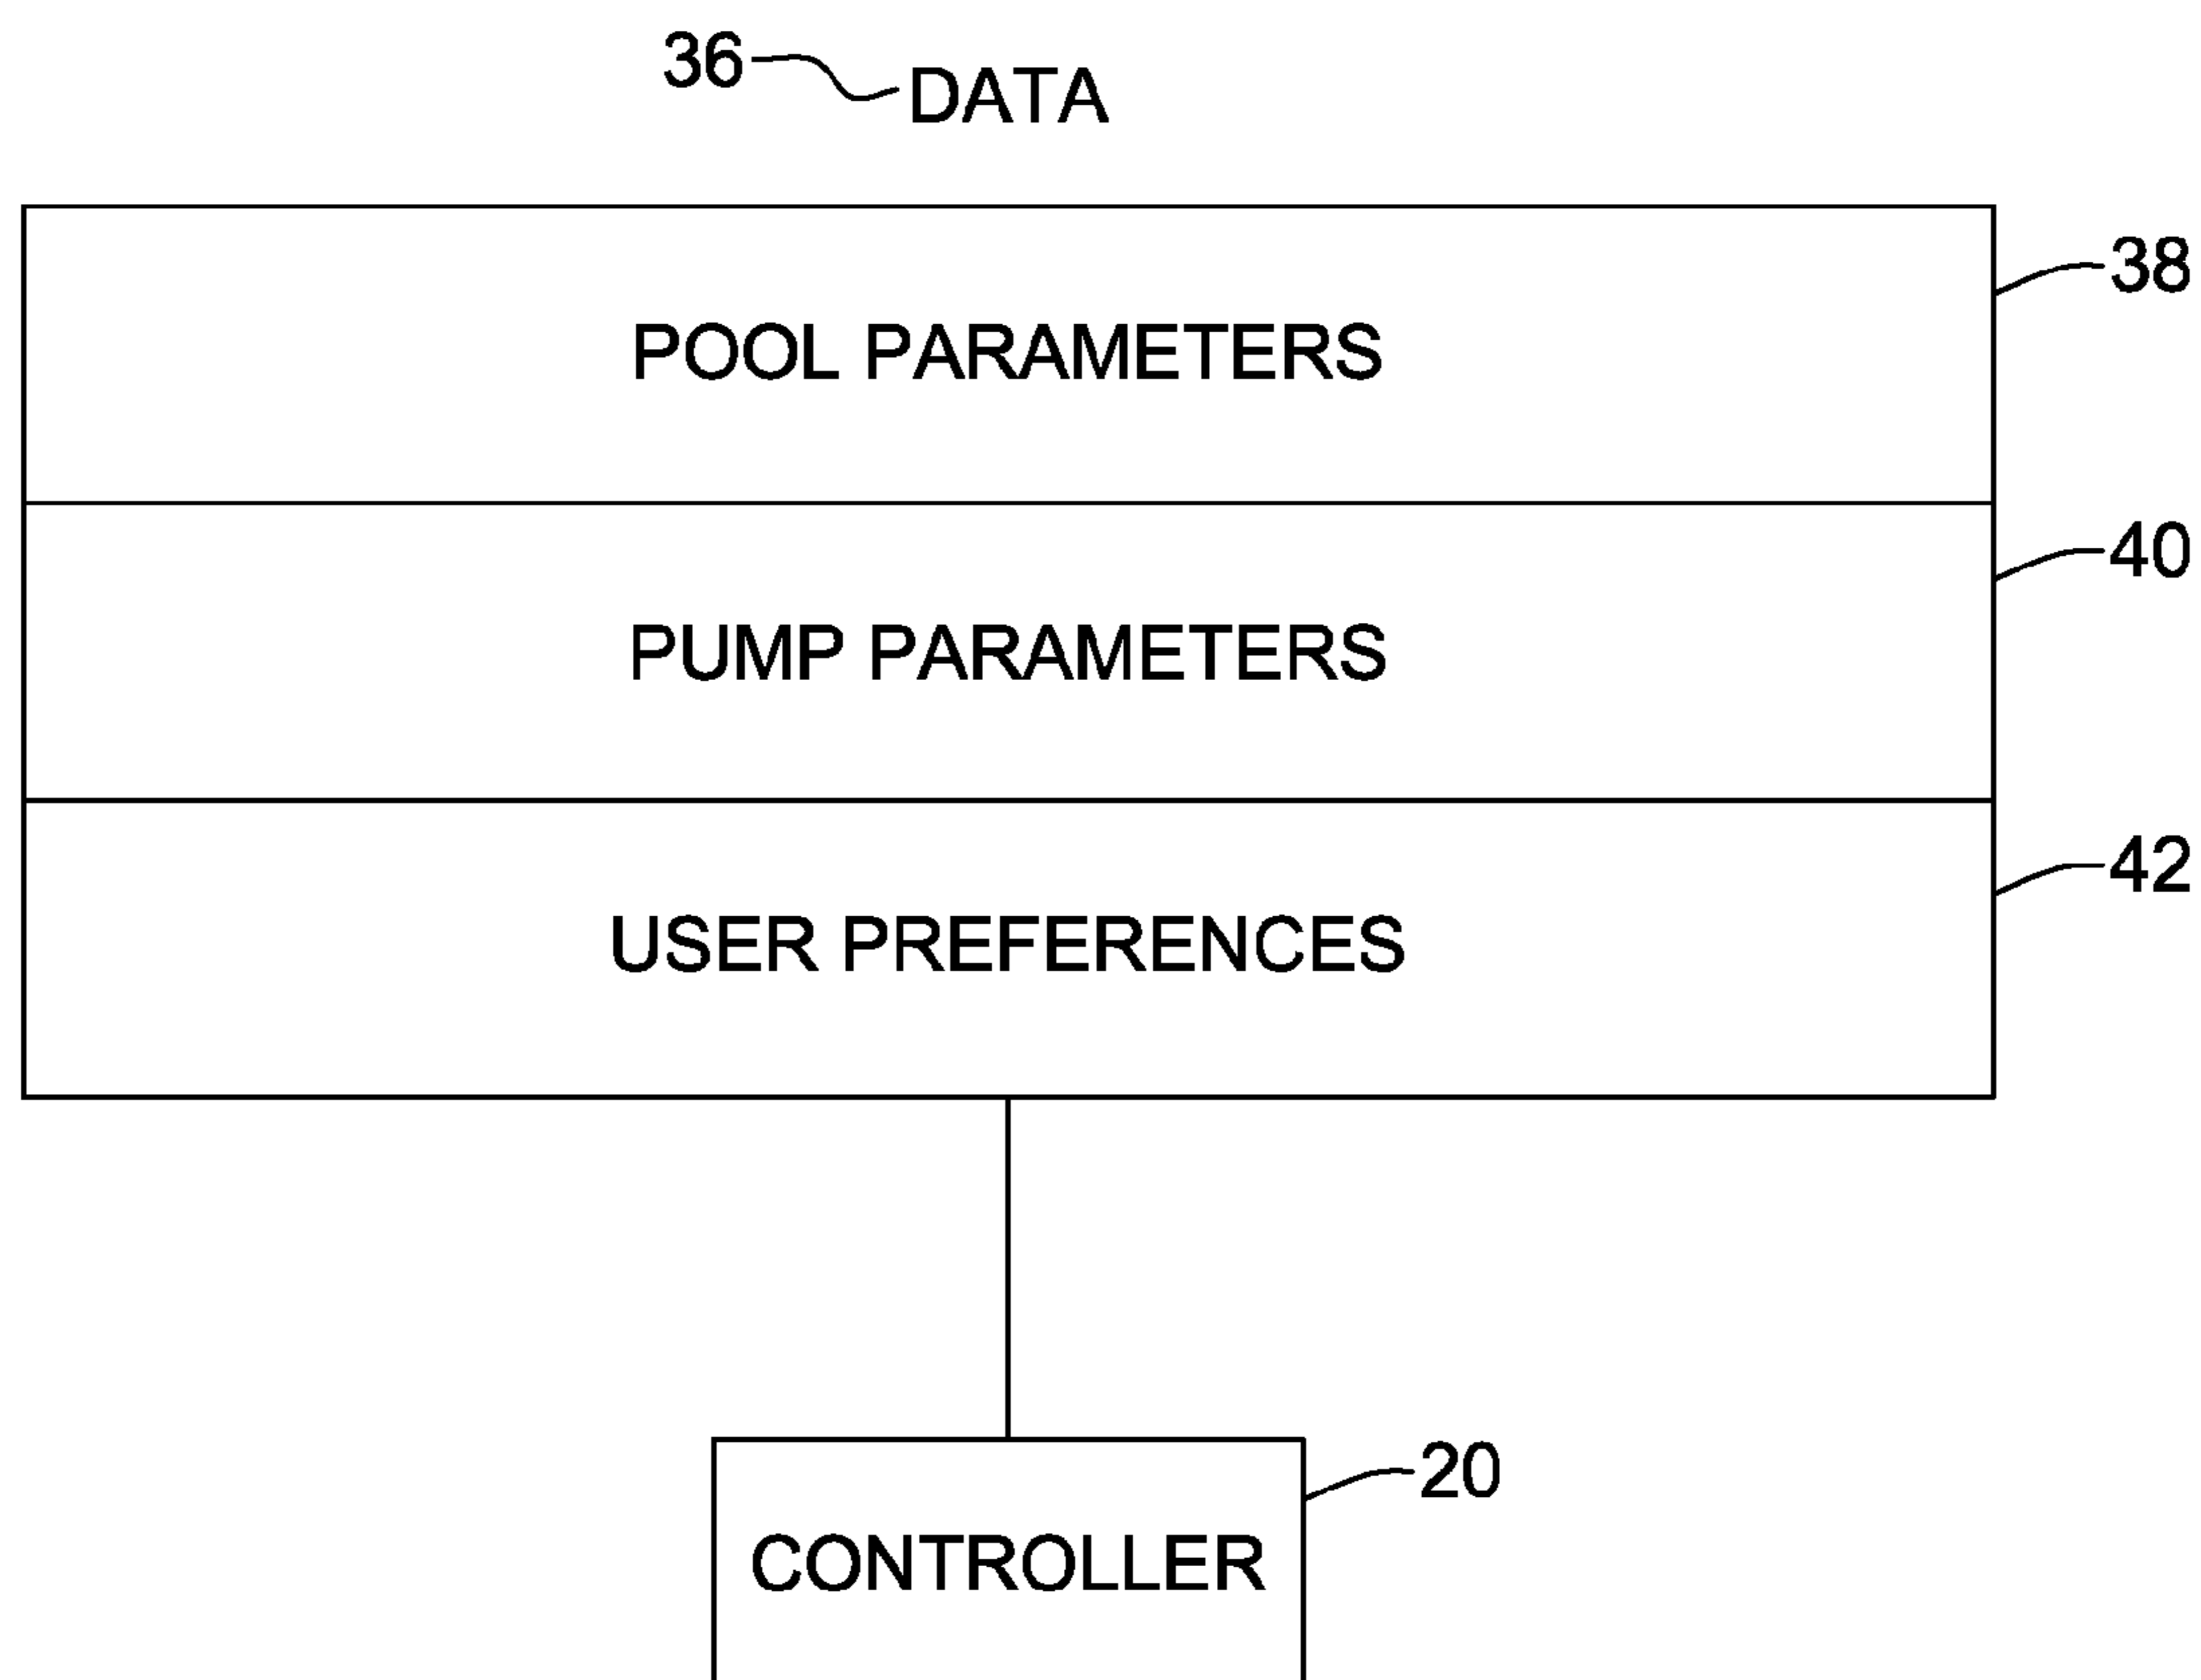 36 DATA
POOL PARAMETERS 38
PUMP PARAMETERS 40
USER PREFERENCES 42
CONTROLLER 20